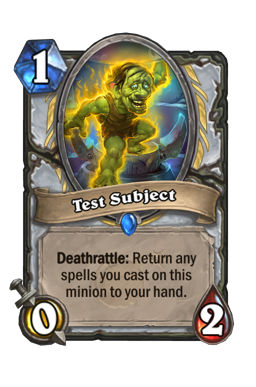 1
Test Subject
Deathrattle: Return any
spells you cast on this
minion to your hand.
0
2